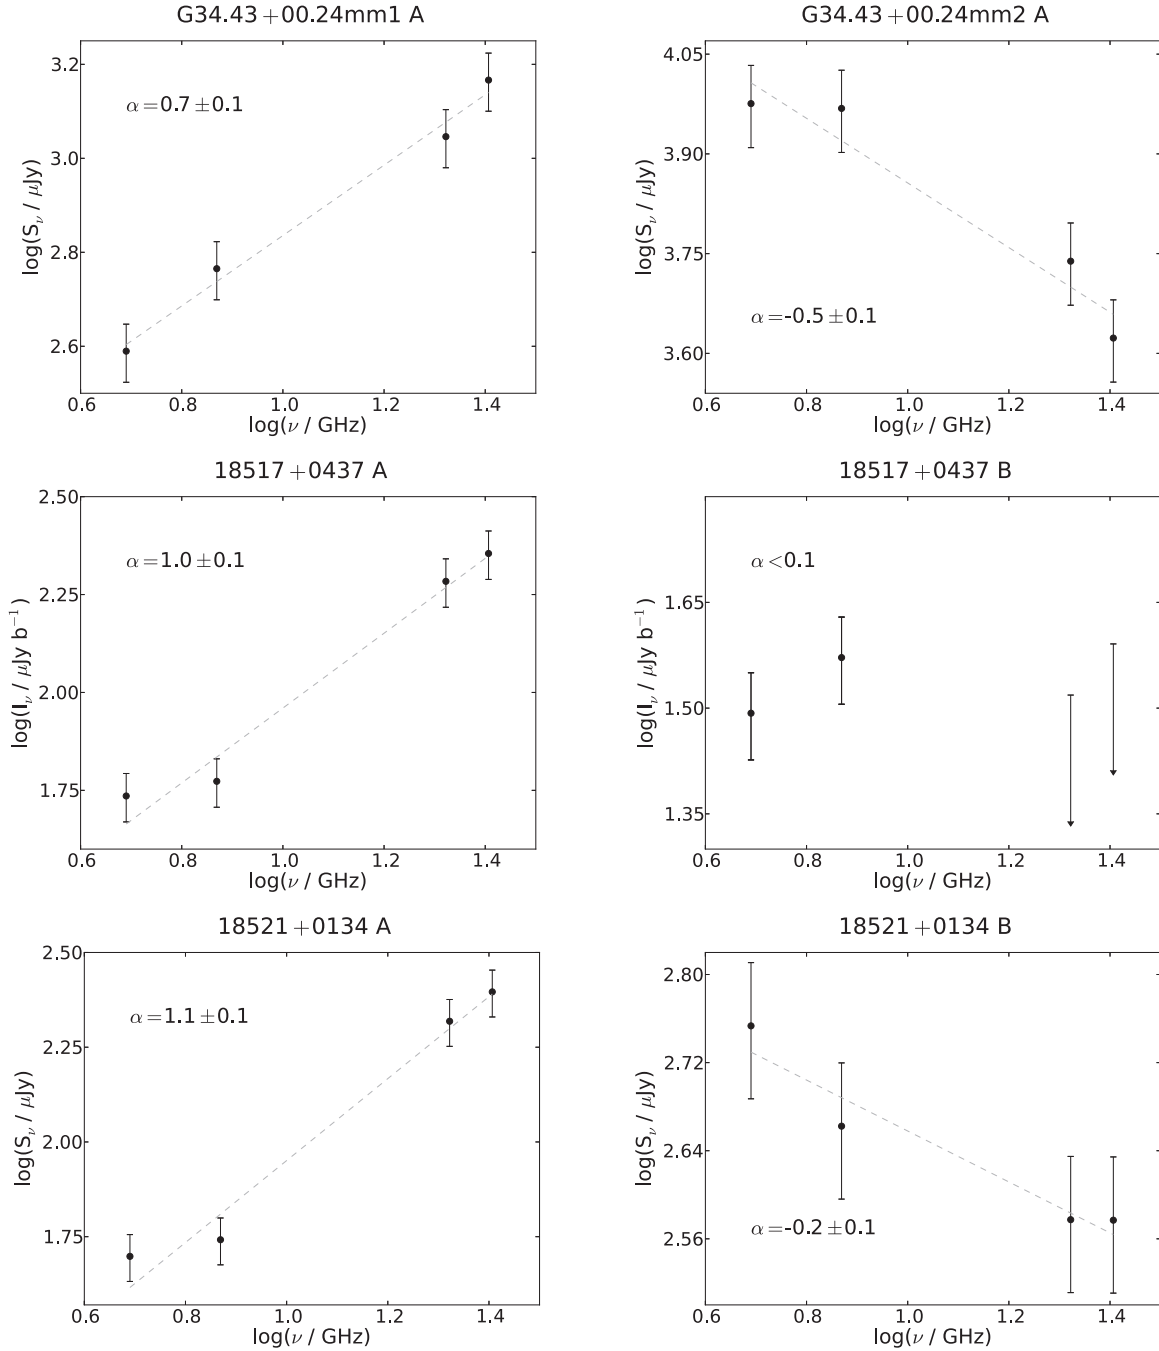 G34.43+00.24mm1 A
α=0.7±0.1
log(S_ν / μJy)
3.2
3.0
2.8
2.6
0.6 0.8 1.0 1.2 1.4
log(ν / GHz)
G34.43+00.24mm2 A
α=-0.5±0.1
log(S_ν / μJy)
4.05
3.90
3.75
3.60
0.6 0.8 1.0 1.2 1.4
log(ν / GHz)
18517+0437 A
α=1.0±0.1
log(I_ν / μJy b⁻¹)
2.50
2.25
2.00
1.75
0.6 0.8 1.0 1.2 1.4
log(ν / GHz)
18517+0437 B
α<0.1
log(I_ν / μJy b⁻¹)
1.65
1.50
1.35
0.6 0.8 1.0 1.2 1.4
log(ν / GHz)
18521+0134 A
α=1.1±0.1
log(S_ν / μJy)
2.50
2.25
2.00
1.75
0.6 0.8 1.0 1.2 1.4
log(ν / GHz)
18521+0134 B
α=-0.2±0.1
log(S_ν / μJy)
2.80
2.72
2.64
2.56
0.6 0.8 1.0 1.2 1.4
log(ν / GHz)